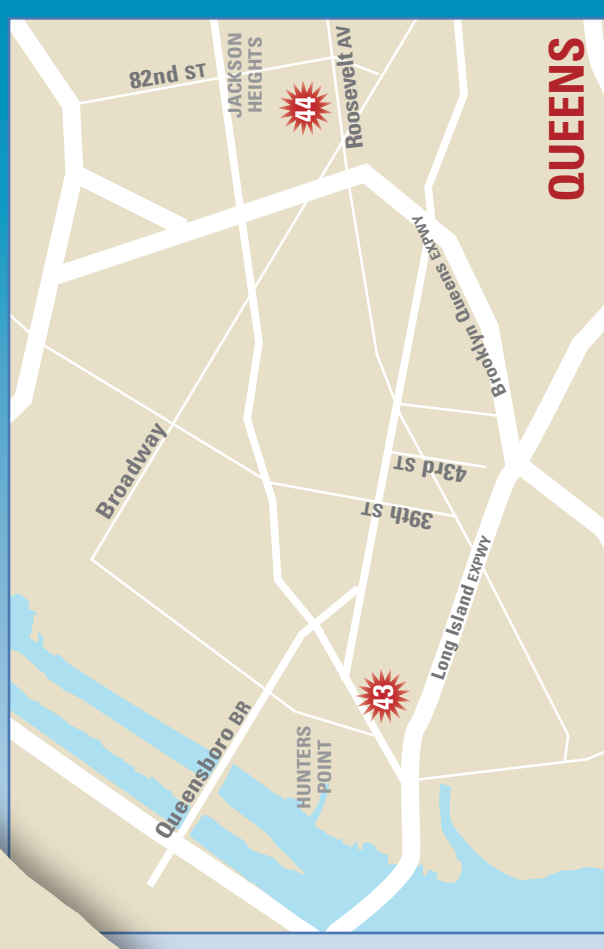 82nd ST
JACKSON
HEIGHTS
44
Roosevelt AV
QUEENS
Brooklyn Queens EXPWY
Broadway
43rd ST
39th ST
Long Island EXPWY
43
Queensboro BR
HUNTERS
POINT